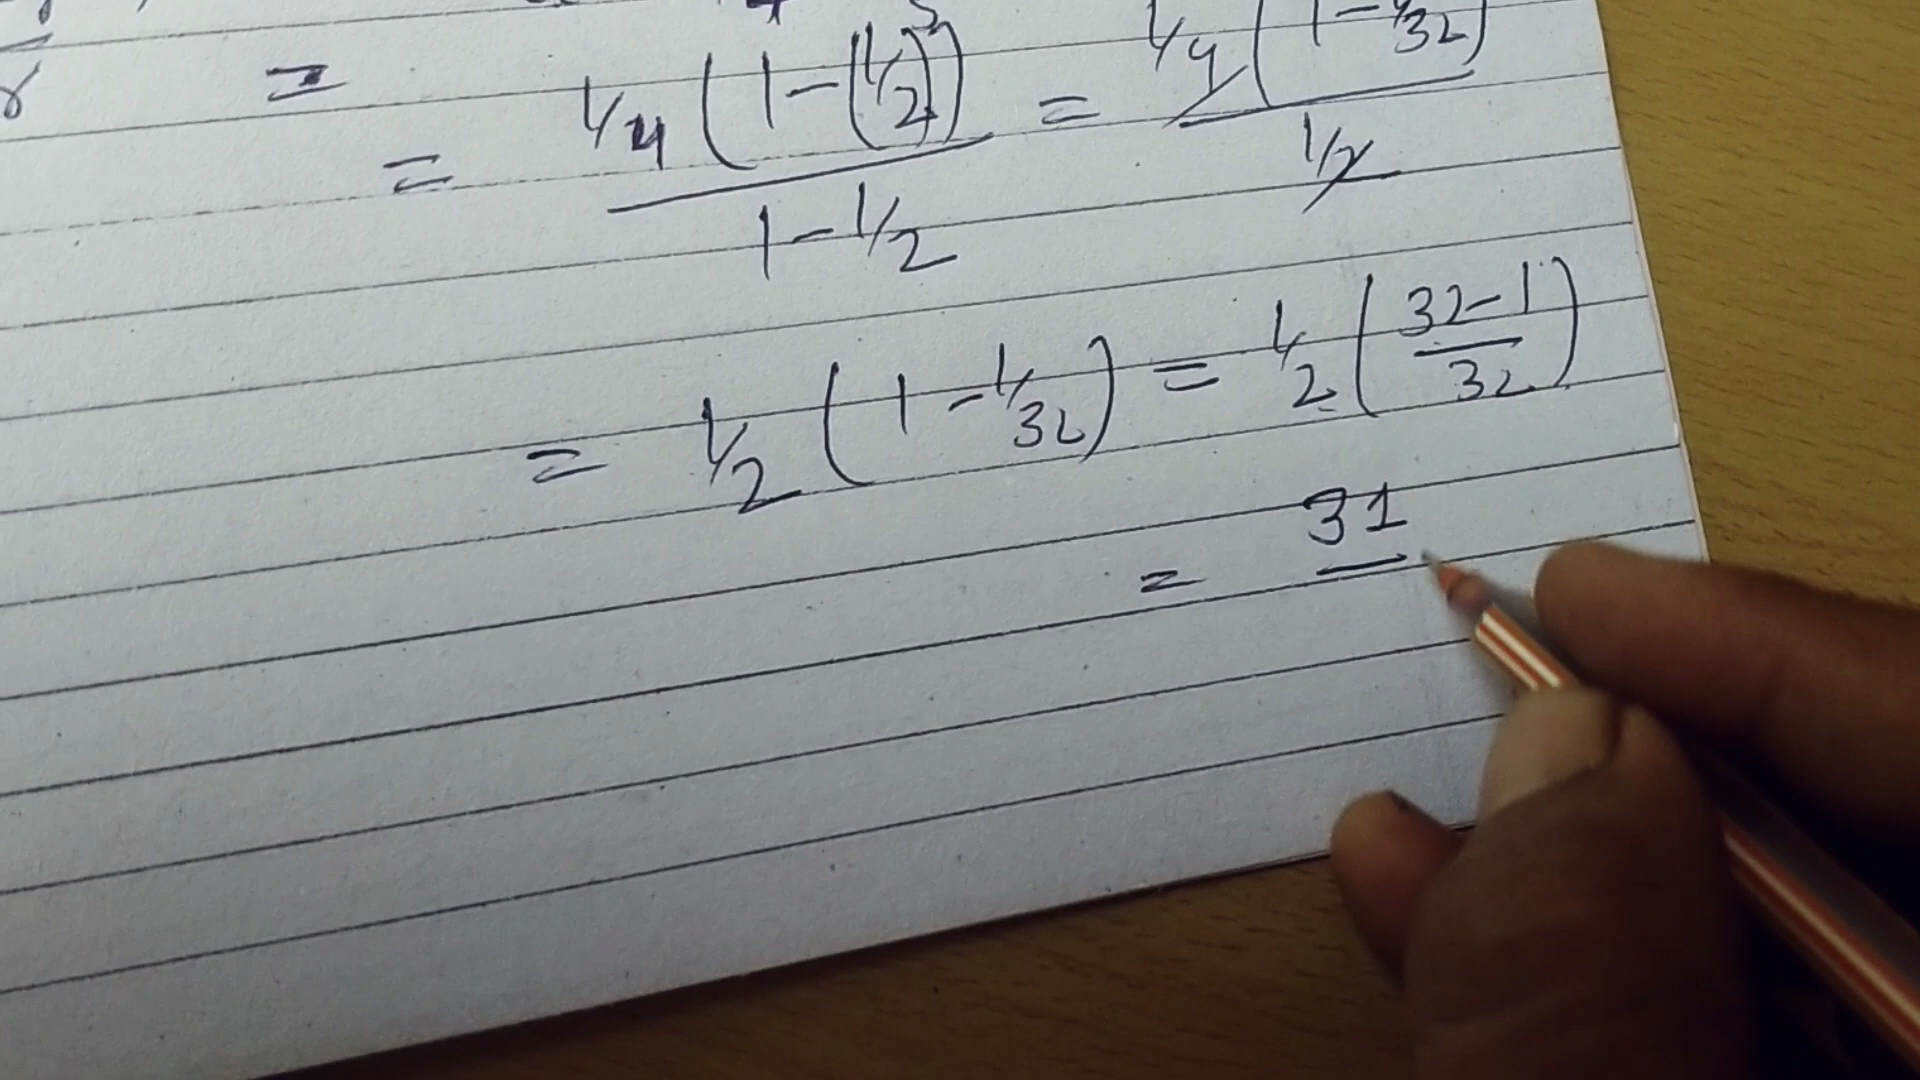 = 1/4 (1-(1/2)^5) / 1-1/2 = 1/4 (1-1/32) / 1/2
= 1/2 (1-1/32) = 1/2 (32-1 / 32)
= 31